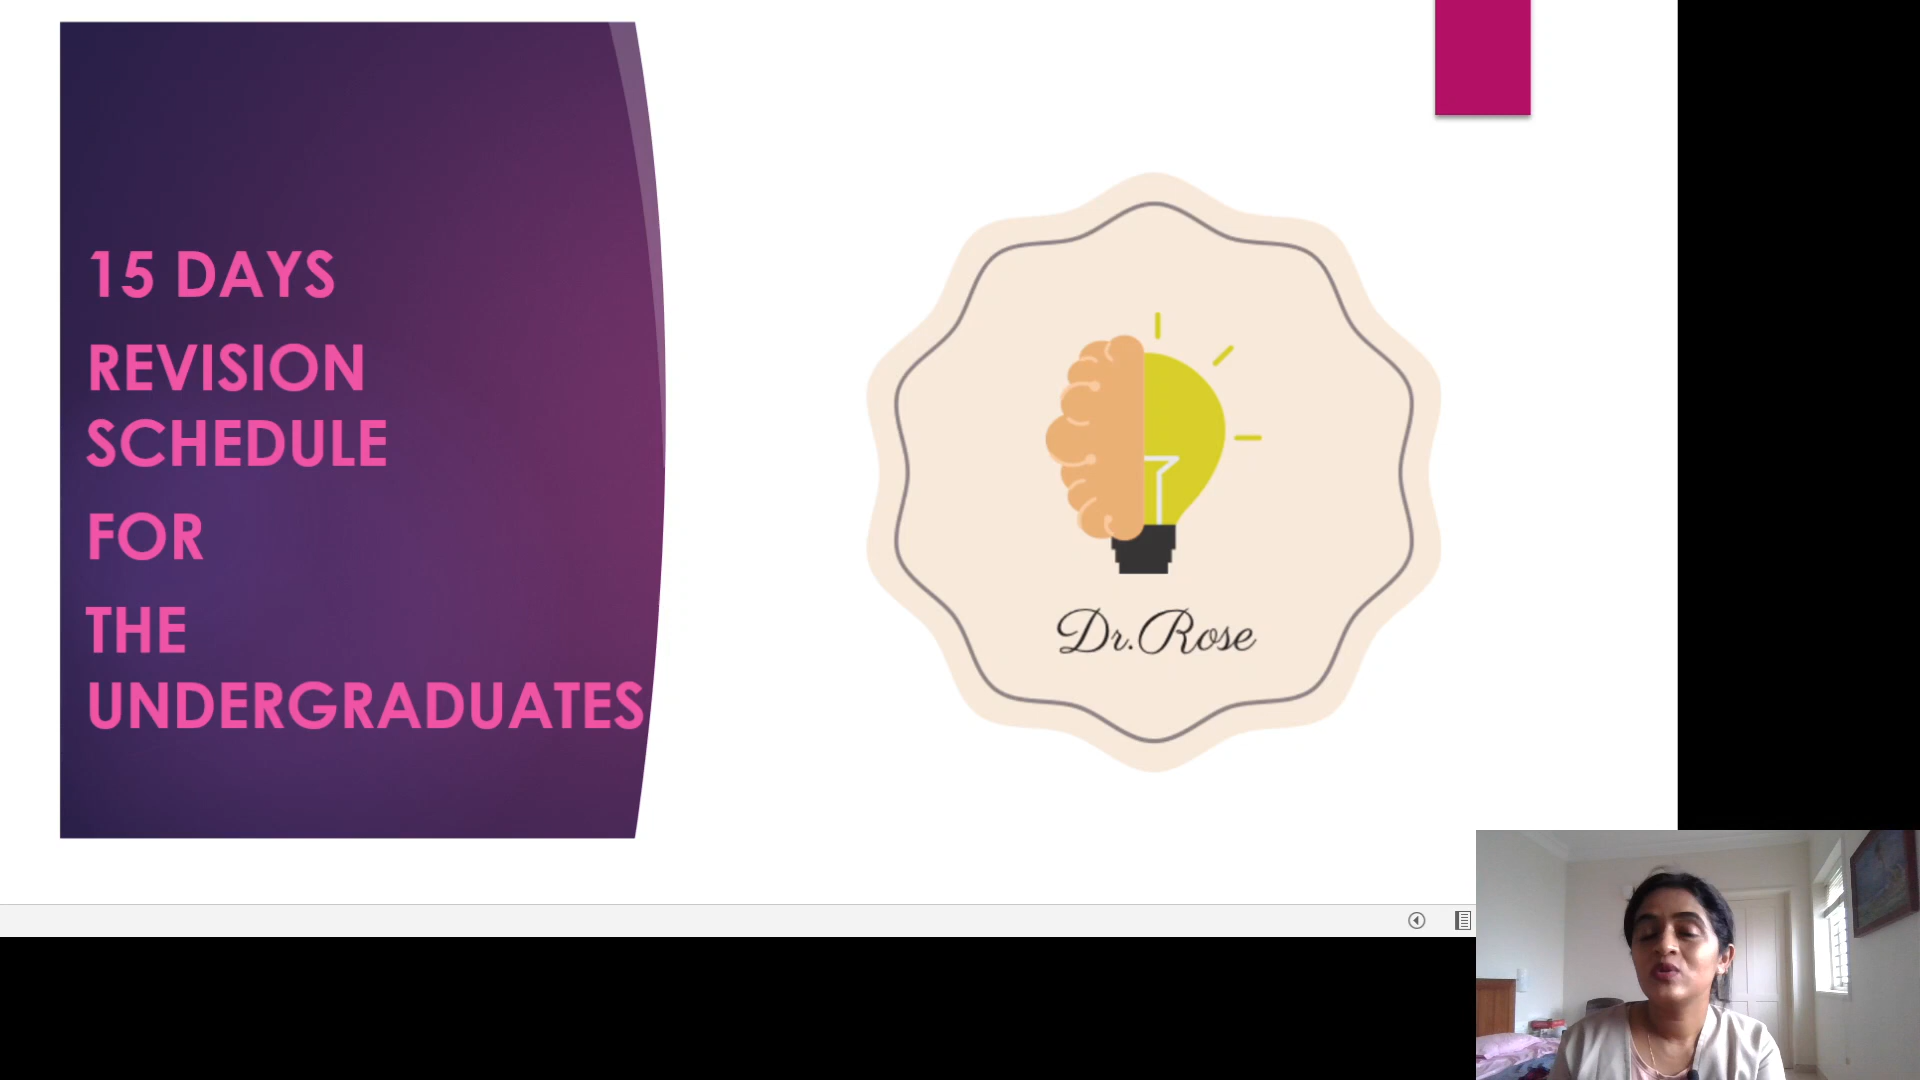 15 DAYS
REVISION
SCHEDULE
FOR
THE
UNDERGRADUATES
Dr.Rose